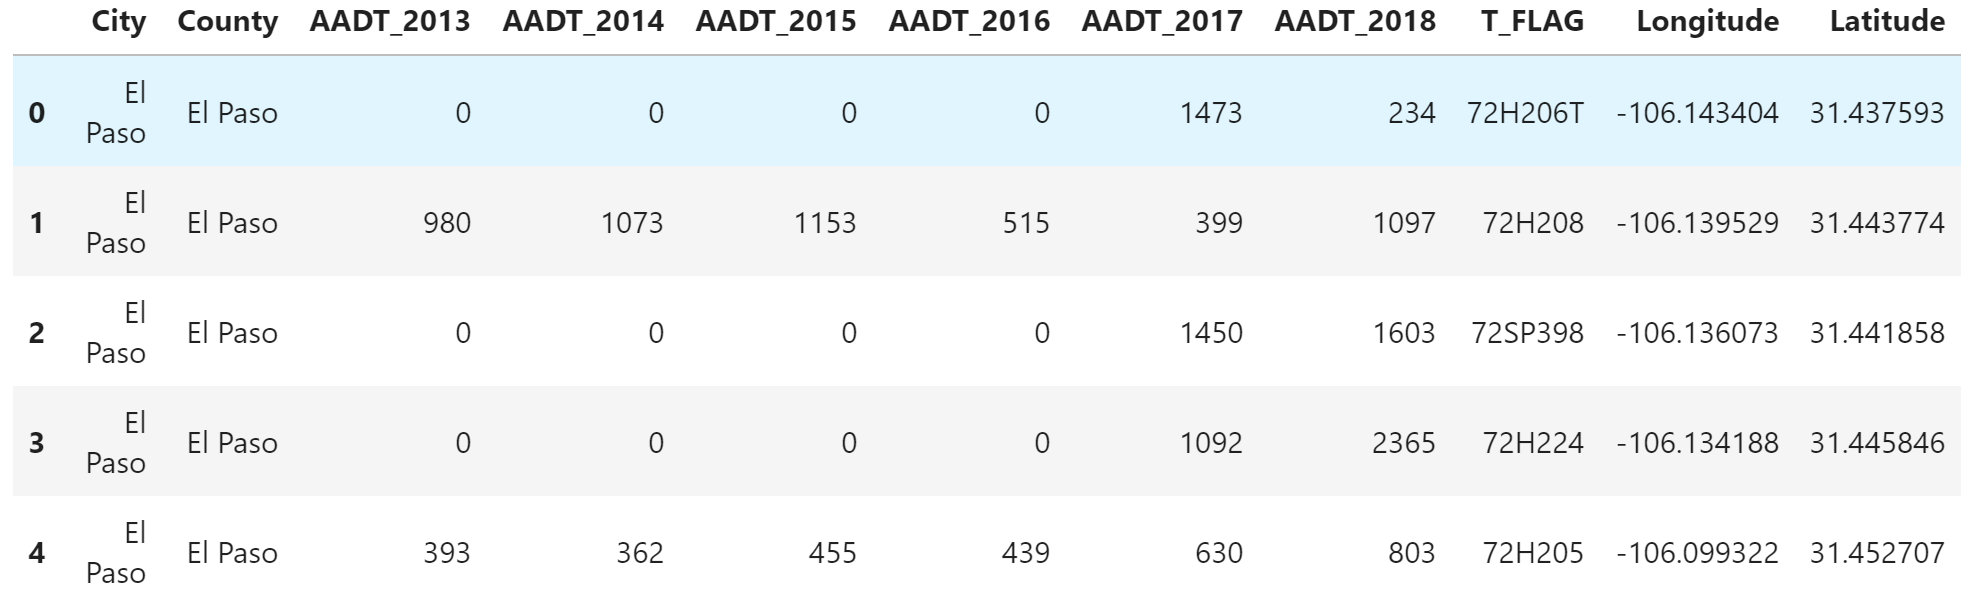 City County AADT_2013 AADT_2014 AADT_2015 AADT_2016 AADT_2017 AADT_2018 T_FLAG Longitude Latitude
0 El Paso El Paso 0 0 0 0 1473 234 72H206T -106.143404 31.437593
1 El Paso El Paso 980 1073 1153 515 399 1097 72H208 -106.139529 31.443774
2 El Paso El Paso 0 0 0 0 1450 1603 72SP398 -106.136073 31.441858
3 El Paso El Paso 0 0 0 0 1092 2365 72H224 -106.134188 31.445846
4 El Paso El Paso 393 362 455 439 630 803 72H205 -106.099322 31.452707